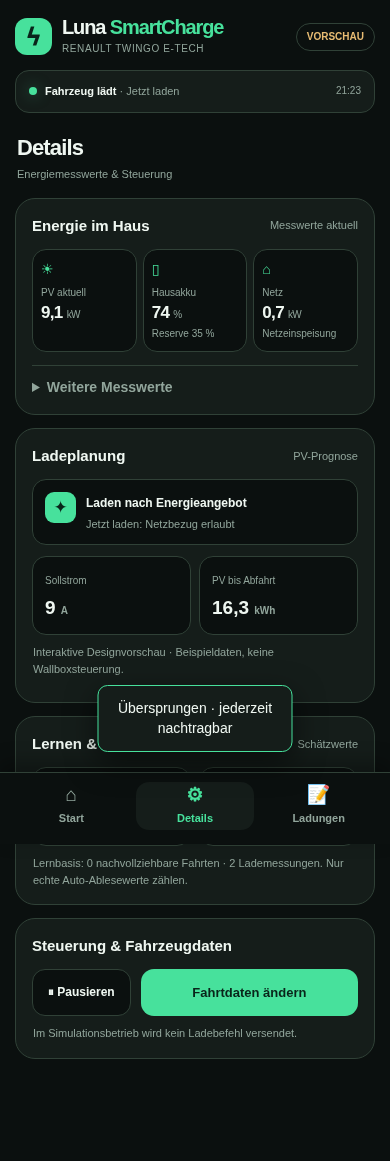 Luna SmartCharge
RENAULT TWINGO E-TECH
VORSCHAU
Fahrzeug lädt · Jetzt laden
21:23
Details
Energiemesswerte & Steuerung
Energie im Haus
Messwerte aktuell
PV aktuell
9,1 kW
Hausakku
74 %
Reserve 35 %
Netz
0,7 kW
Netzeinspeisung
Weitere Messwerte
Ladeplanung
PV-Prognose
Laden nach Energieangebot
Jetzt laden: Netzbezug erlaubt
Sollstrom
9 A
PV bis Abfahrt
16,3 kWh
Interaktive Designvorschau · Beispieldaten, keine
Wallboxsteuerung.
Übersprungen · jederzeit
nachtragbar
Lernen &
Schätzwerte
Start
Details
Ladungen
Lernbasis: 0 nachvollziehbare Fahrten · 2 Lademessungen. Nur
echte Auto-Ablesewerte zählen.
Steuerung & Fahrzeugdaten
Pausieren
Fahrtdaten ändern
Im Simulationsbetrieb wird kein Ladebefehl versendet.